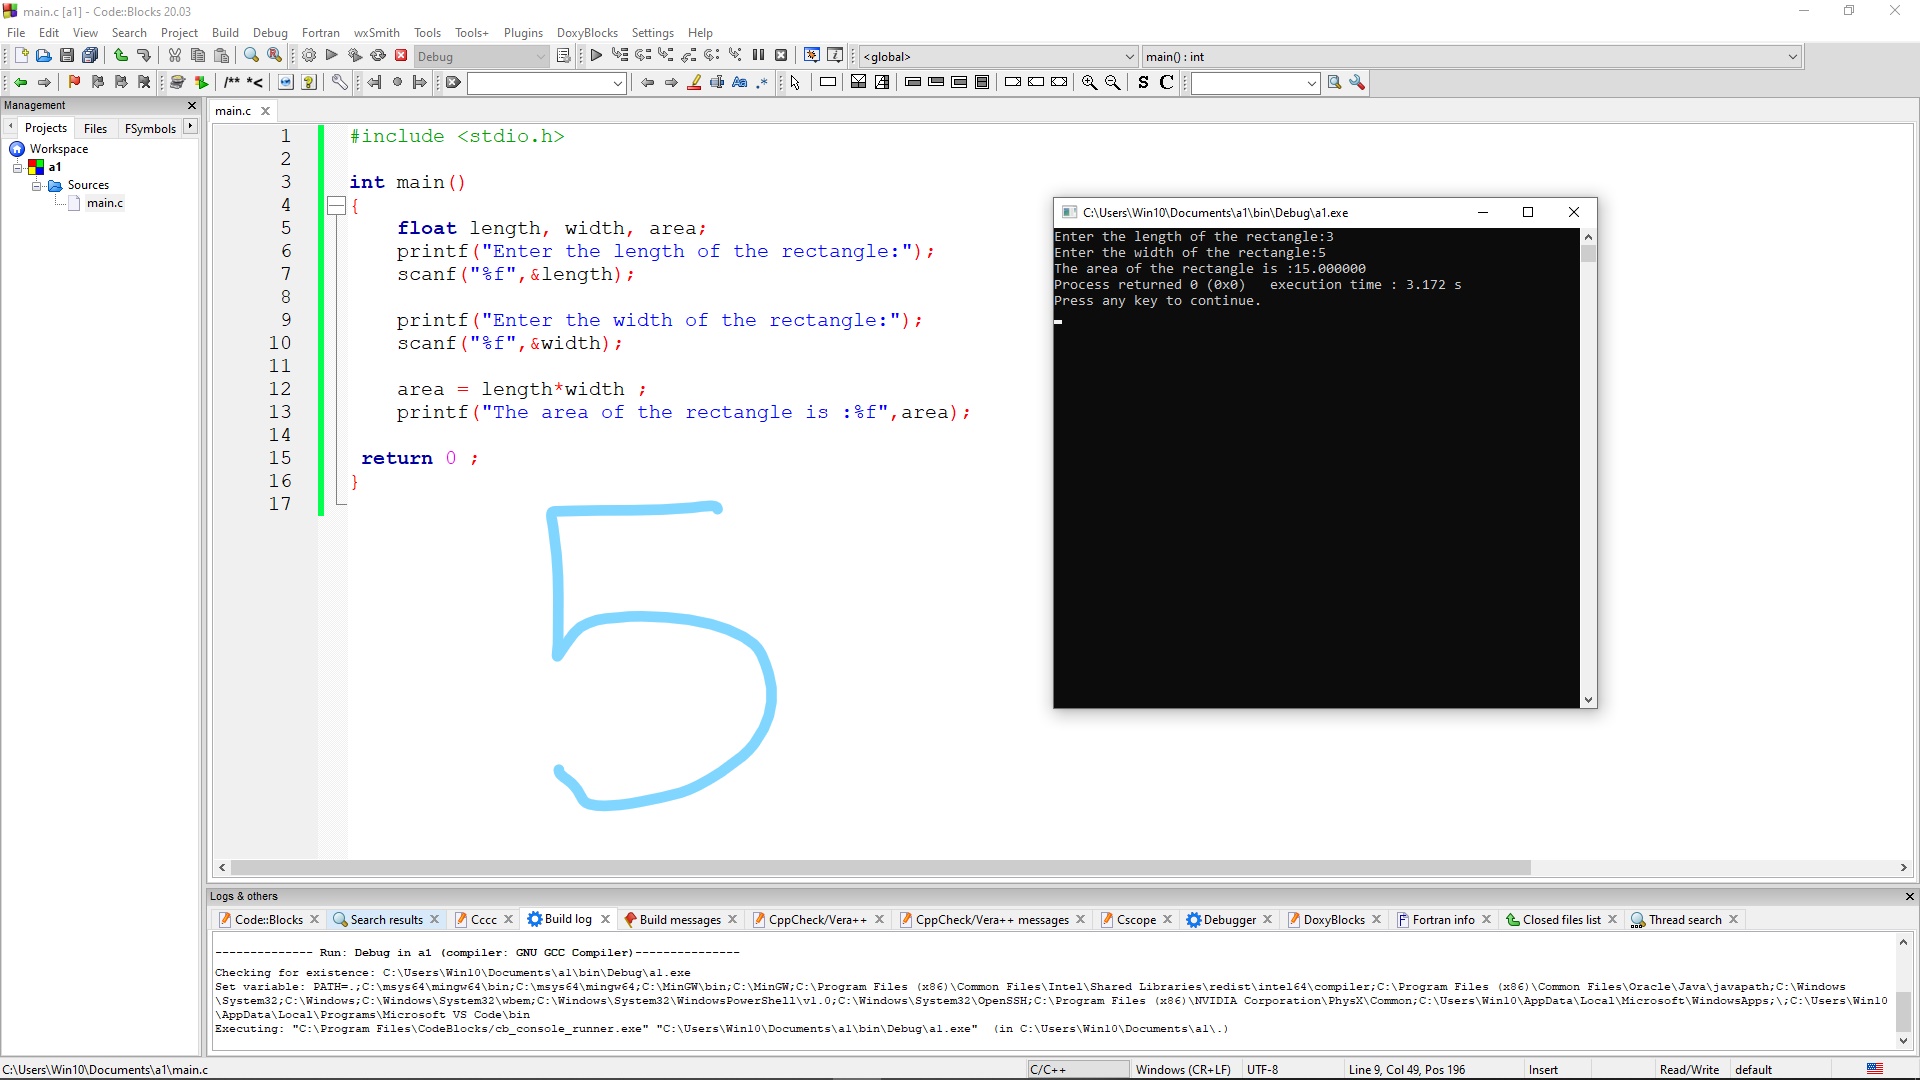 main.c [a1] - Code::Blocks 20.03
File Edit View Search Project Build Debug Fortran wxSmith Tools Tools+ Plugins DoxyBlocks Settings Help
Debug
<global>
main() : int
/** *<
Aa .*
S C
Management
Projects Files FSymbols
Workspace
a1
Sources
main.c
main.c
1 #include <stdio.h>
2
3 int main()
4 {
5 float length, width, area;
6 printf("Enter the length of the rectangle:");
7 scanf("%f",&length);
8
9 printf("Enter the width of the rectangle:");
10 scanf("%f",&width);
11
12 area = length*width ;
13 printf("The area of the rectangle is :%f",area);
14
15 return 0 ;
16 }
17
5
C:\Users\Win10\Documents\a1\bin\Debug\a1.exe
Enter the length of the rectangle:3
Enter the width of the rectangle:5
The area of the rectangle is :15.000000
Process returned 0 (0x0) execution time : 3.172 s
Press any key to continue.
Logs & others
Code::Blocks Search results Cccc Build log Build messages CppCheck/Vera++ CppCheck/Vera++ messages Cscope Debugger DoxyBlocks Fortran info Closed files list Thread search
-------------- Run: Debug in a1 (compiler: GNU GCC Compiler)---------------
Checking for existence: C:\Users\Win10\Documents\a1\bin\Debug\a1.exe
Set variable: PATH=.;C:\msys64\mingw64\bin;C:\msys64\mingw64;C:\MinGW\bin;C:\MinGW;C:\Program Files (x86)\Common Files\Intel\Shared Libraries\redist\intel64\compiler;C:\Program Files (x86)\Common Files\Oracle\Java\javapath;C:\Windows
\System32;C:\Windows;C:\Windows\System32\wbem;C:\Windows\System32\WindowsPowerShell\v1.0;C:\Windows\System32\OpenSSH;C:\Program Files (x86)\NVIDIA Corporation\PhysX\Common;C:\Users\Win10\AppData\Local\Microsoft\WindowsApps;\;C:\Users\Win10
\AppData\Local\Programs\Microsoft VS Code\bin
Executing: "C:\Program Files\CodeBlocks/cb_console_runner.exe" "C:\Users\Win10\Documents\a1\bin\Debug\a1.exe" (in C:\Users\Win10\Documents\a1\.)
C:\Users\Win10\Documents\a1\main.c
C/C++
Windows (CR+LF)
UTF-8
Line 9, Col 49, Pos 196
Insert
Read/Write
default